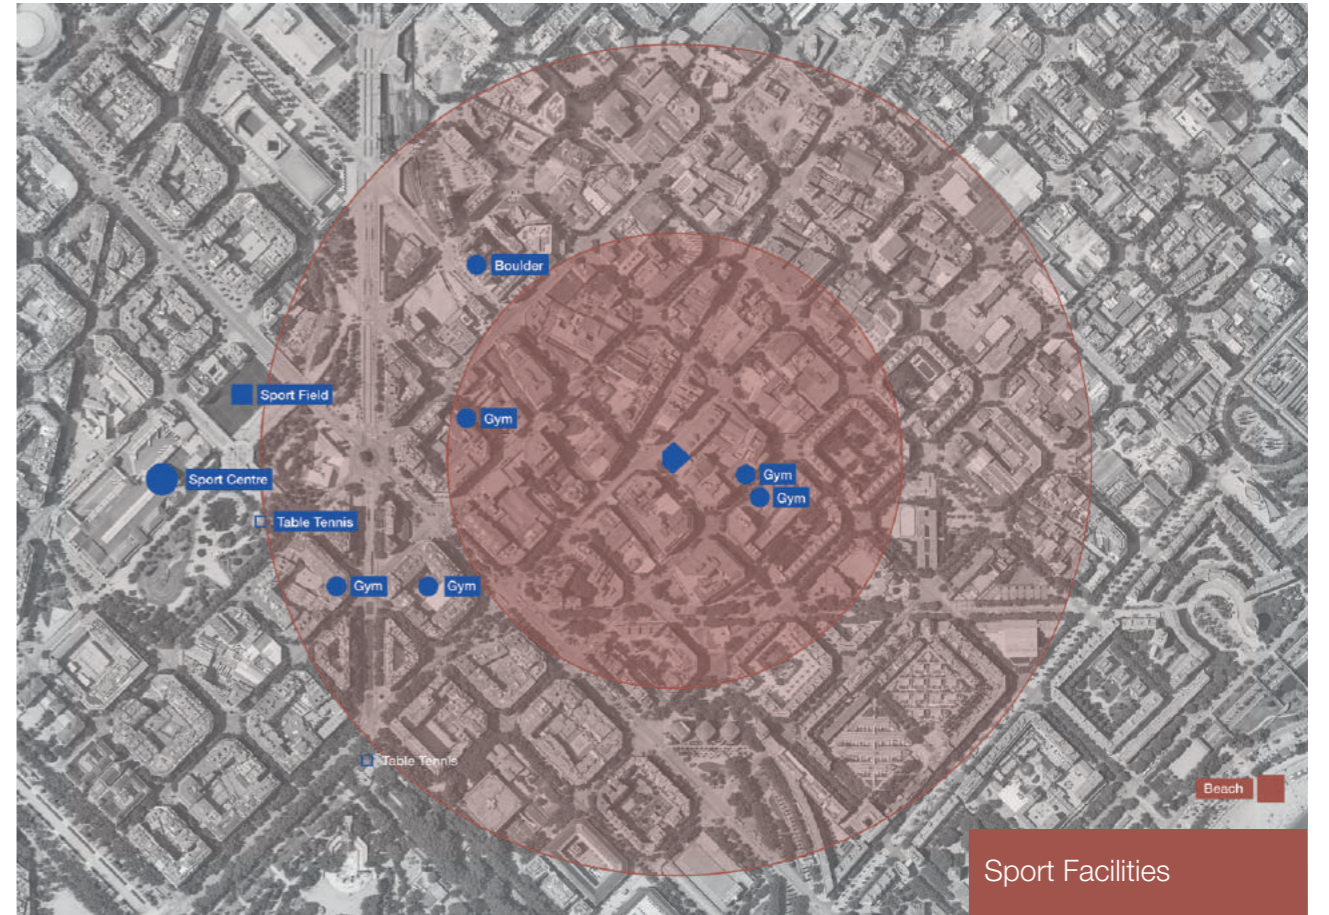 Boulder
Sport Field
Gym
Gym
Sport Centre
Gym
Table Tennis
Gym
Gym
Table Tennis
Beach
Sport Facilities